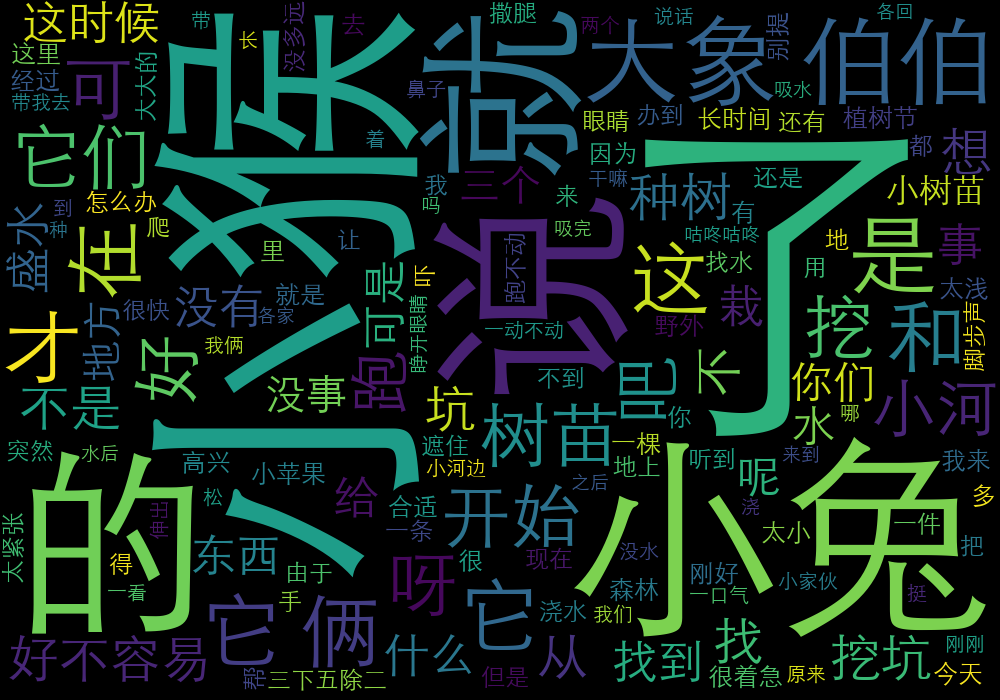 这时候
带
长
没多远
去
撒腿
两个
说话
别提
各回
这里
经过
带我去
可
大大的
小猴
就
大象伯伯
鼻子
吸水
它们
着
眼睛
办到
长时间
还有
植树节
因为
都
想
我
三个
来
干嘛
种树
还是
小树苗
怎么办
到
种
爬
吗
有
盛水
在
里
让
说
吸完
咕咚咕咚
地
是
事
跑不动
了
这
找水
用
太浅
很快
没有
就是
可是
吓
各家
睁开眼睛
栽
野外
挖
和
脚步声
才
地方
好
我俩
一动不动
不是
没事
跑
不到
吧
不
你们
小河
坑
树苗
你
水
哪
突然
水后
高兴
小苹果
遮住
小河边
一棵
地上
听到
来到
我来
的
松
给
合适
一条
开始
之后
呢
浇
多
小兔
太紧张
伸出
东西
得
一看
由于
手
呀
很
现在
没水
太小
一件
把
它俩
它
浇水
森林
我们
刚好
一口气
小家伙
挺
好不容易
帮
三下五除二
什么
但是
从
找到
找
很着急
原来
挖坑
刚刚
今天